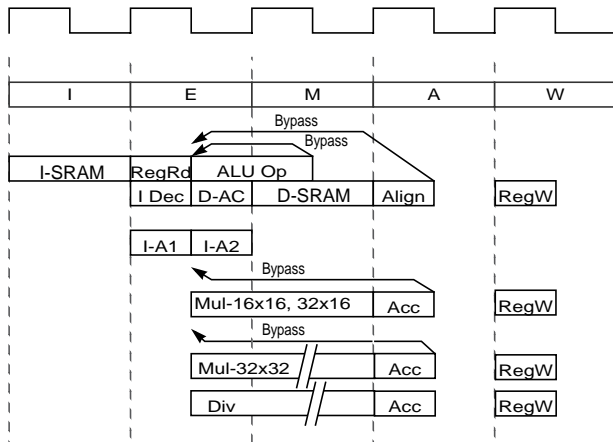 I E M A W
Bypass
Bypass
I-SRAM RegRd ALU Op
I Dec D-AC D-SRAM Align RegW
I-A1 I-A2
Bypass
Mul-16x16, 32x16 Acc RegW
Bypass
Mul-32x32 Acc RegW
Div Acc RegW